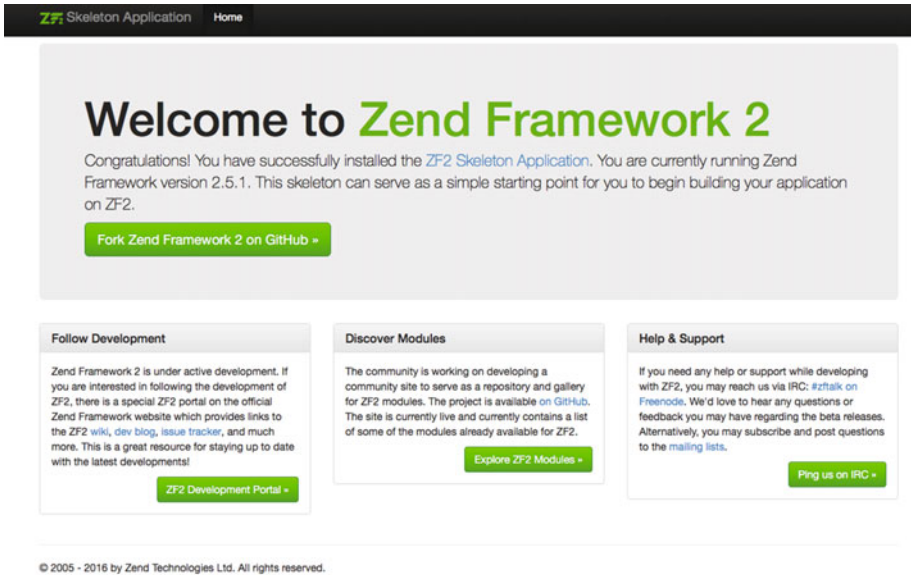 ZF Skeleton Application Home
Welcome to Zend Framework 2
Congratulations! You have successfully installed the ZF2 Skeleton Application. You are currently running Zend
Framework version 2.5.1. This skeleton can serve as a simple starting point for you to begin building your application
on ZF2.
Fork Zend Framework 2 on GitHub »
Follow Development
Zend Framework 2 is under active development. If
you are interested in following the development of
ZF2, there is a special ZF2 portal on the official
Zend Framework website which provides links to
the ZF2 wiki, dev blog, issue tracker, and much
more. This is a great resource for staying up to date
with the latest developments!
ZF2 Development Portal »
Discover Modules
The community is working on developing a
community site to serve as a repository and gallery
for ZF2 modules. The project is available on GitHub.
The site is currently live and currently contains a list
of some of the modules already available for ZF2.
Explore ZF2 Modules »
Help & Support
If you need any help or support while developing
with ZF2, you may reach us via IRC: #zftalk on
Freenode. We'd love to hear any questions or
feedback you may have regarding the beta releases.
Alternatively, you may subscribe and post questions
to the mailing lists.
Ping us on IRC »
© 2005 - 2016 by Zend Technologies Ltd. All rights reserved.